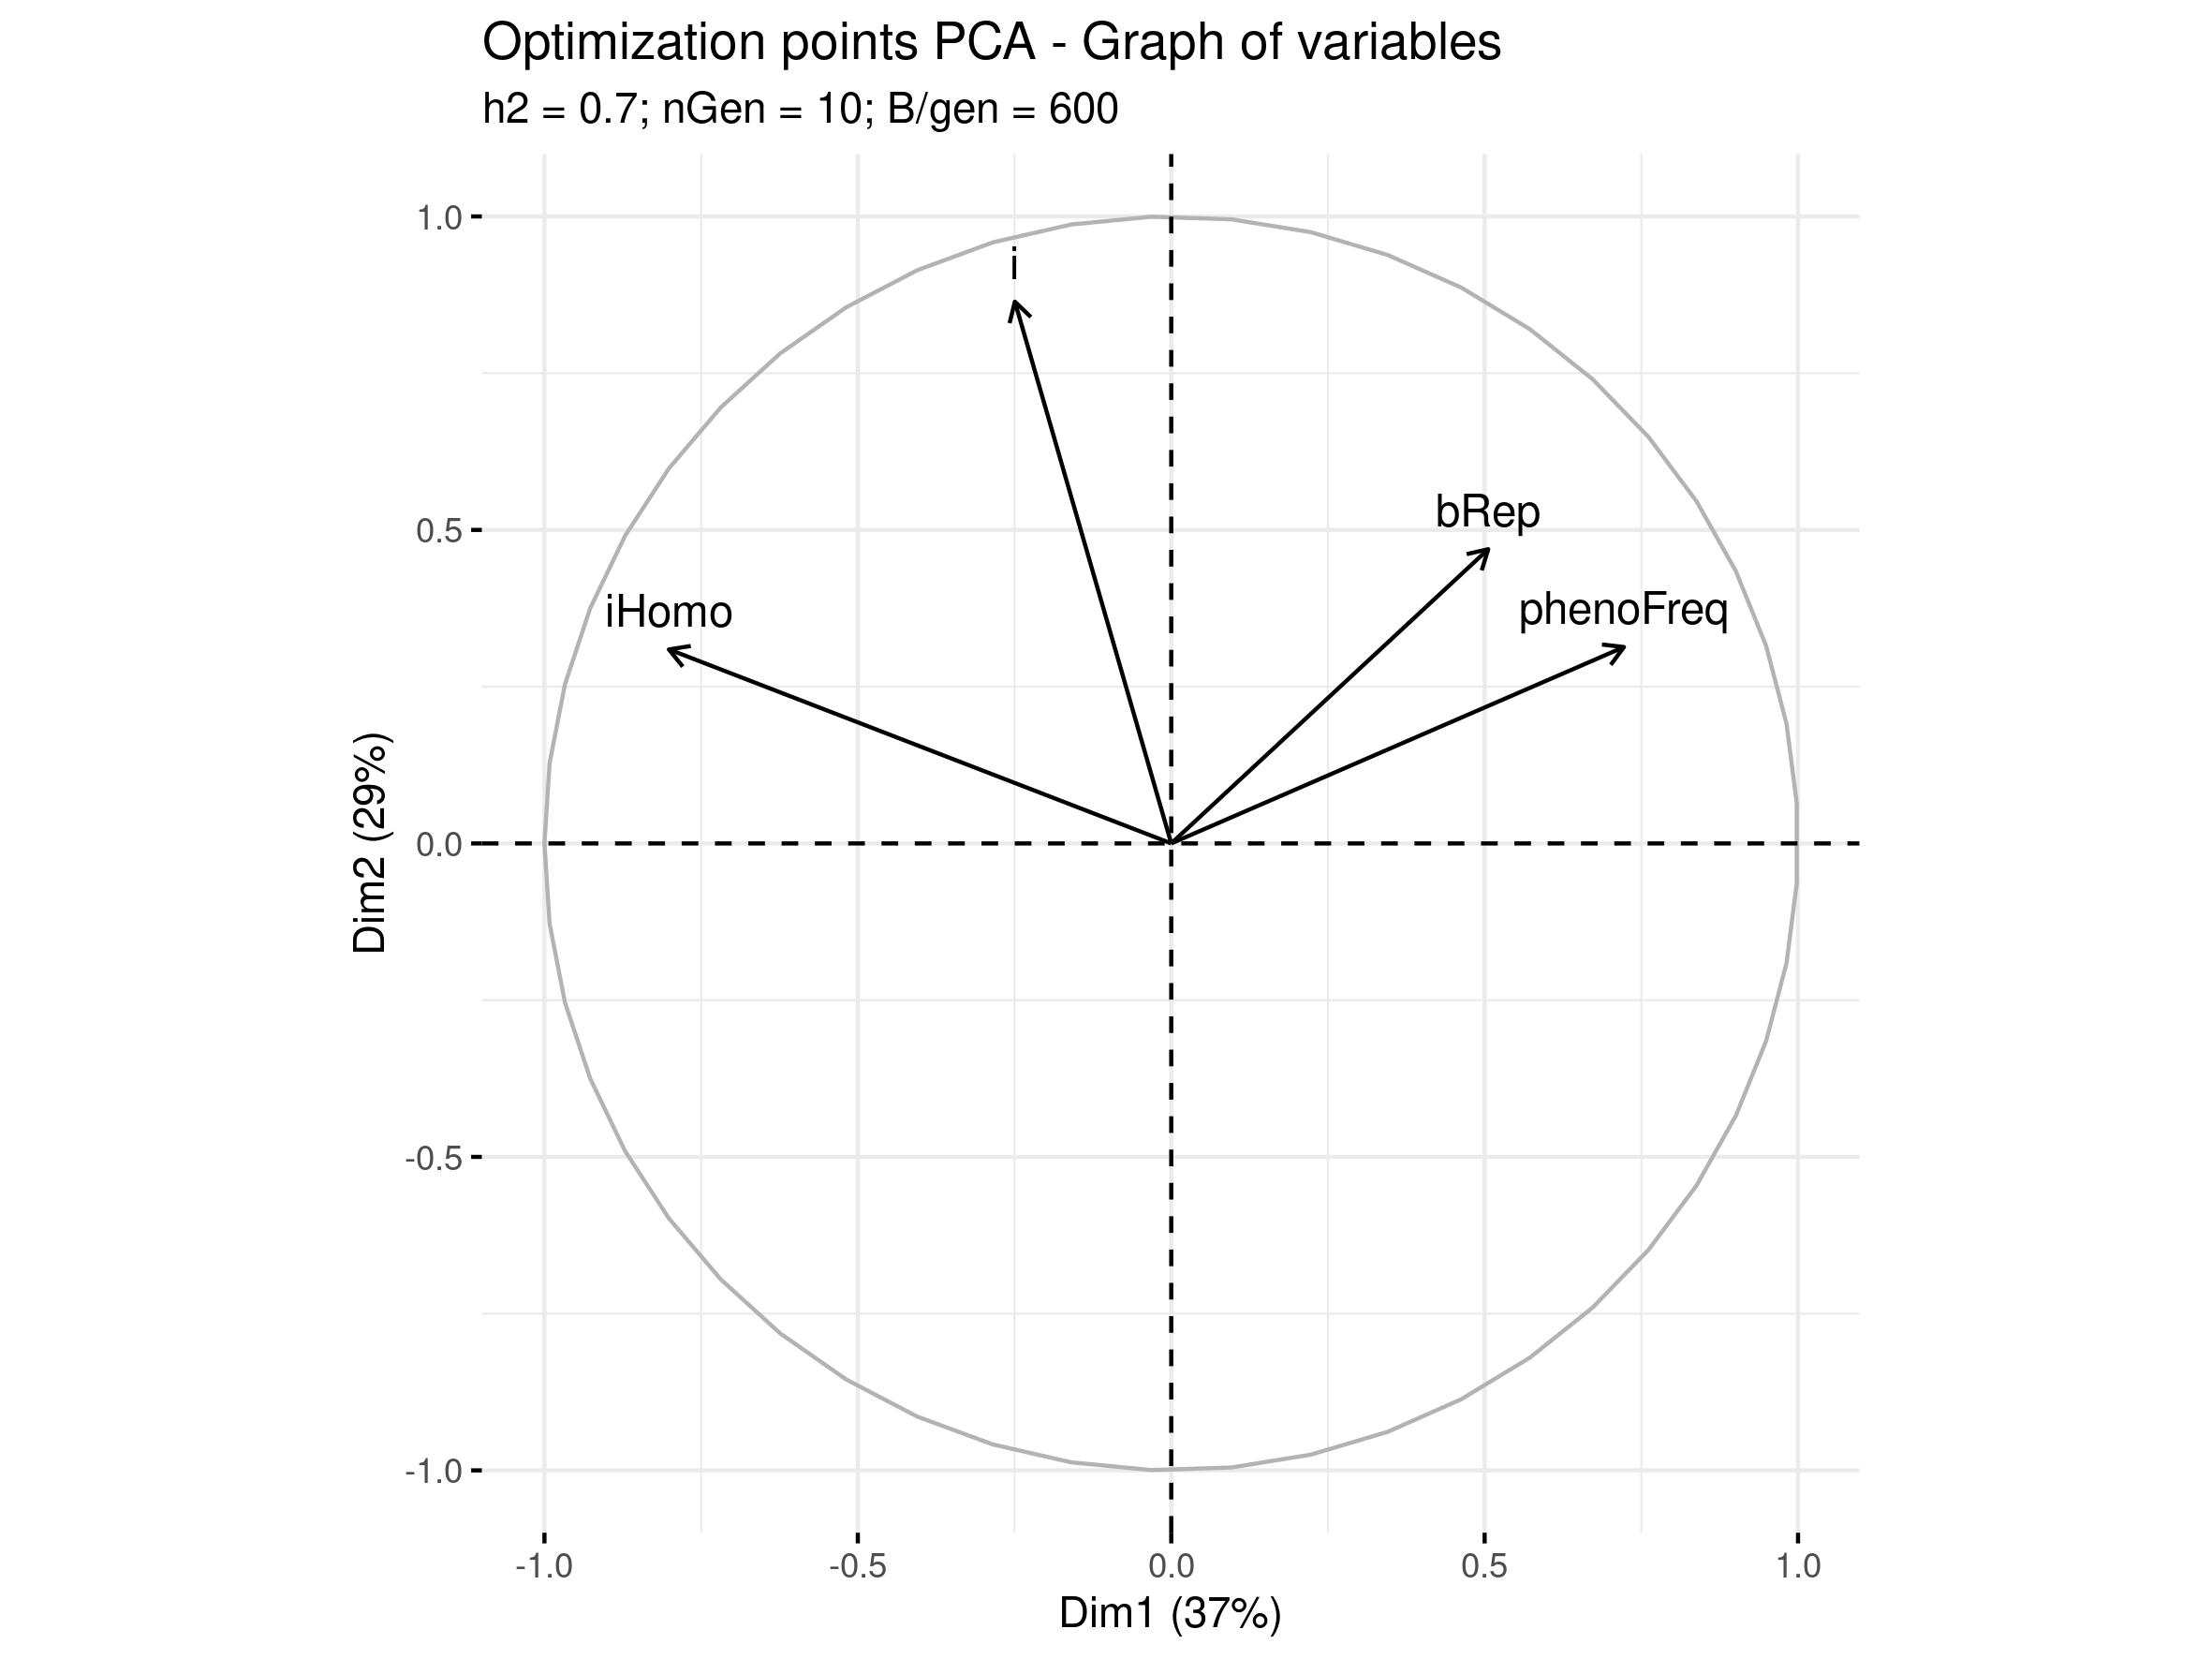 Optimization points PCA - Graph of variables
h2 = 0.7; nGen = 10; B/gen = 600
1.0
0.5
0.0
-0.5
-1.0
Dim2 (29%)
i
bRep
phenoFreq
iHomo
-1.0
-0.5
0.0
0.5
1.0
Dim1 (37%)